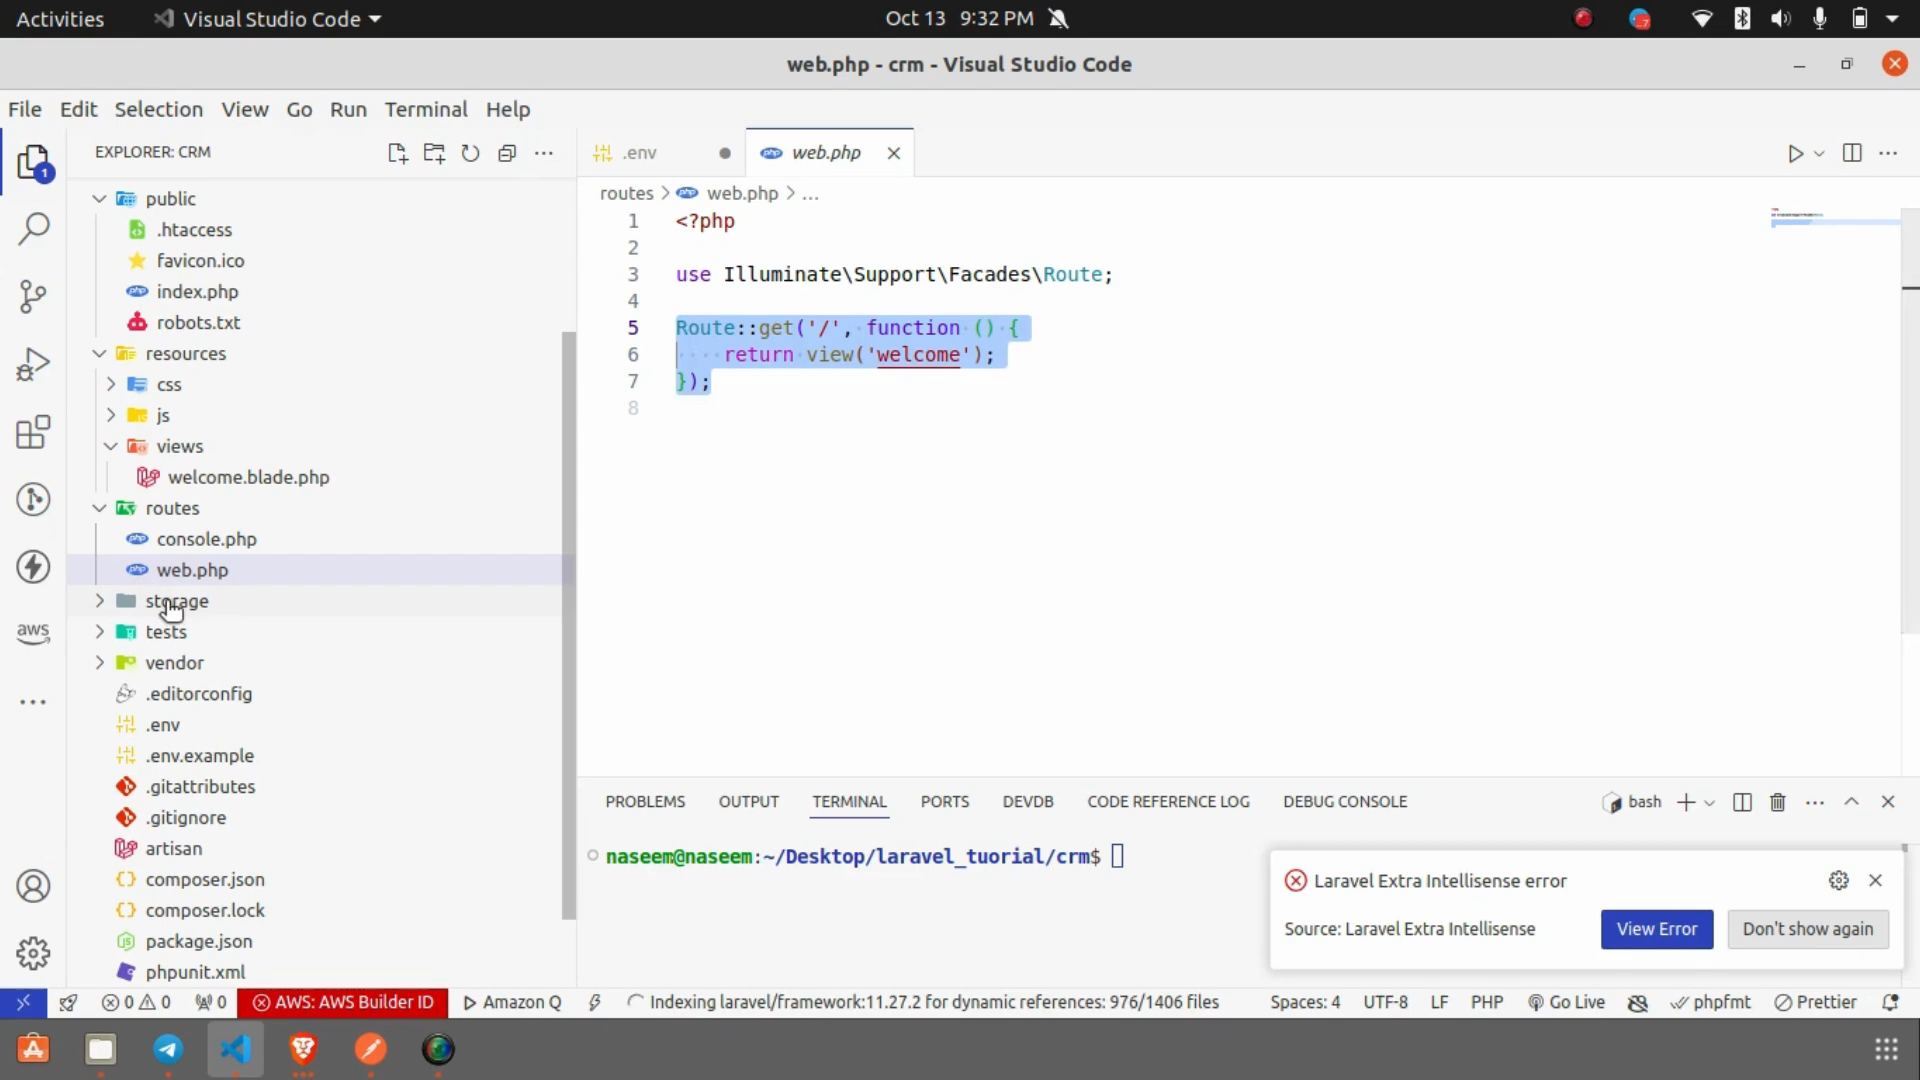 Activities
Visual Studio Code
Oct 13 9:32 PM
7
web.php - crm - Visual Studio Code
File Edit Selection View Go Run Terminal Help
1
EXPLORER: CRM
public
.htaccess
favicon.ico
index.php
robots.txt
resources
css
js
views
welcome.blade.php
routes
console.php
web.php
storage
tests
vendor
.editorconfig
.env
.env.example
.gitattributes
.gitignore
artisan
composer.json
composer.lock
package.json
phpunit.xml
aws
.env
web.php
routes > web.php > ...
1 <?php
2
3 use Illuminate\Support\Facades\Route;
4
5 Route::get('/', function () {
6 return view('welcome');
7 });
8
PROBLEMS OUTPUT TERMINAL PORTS DEVDB CODE REFERENCE LOG DEBUG CONSOLE
bash
naseem@naseem:~/Desktop/laravel_tuorial/crm$
Laravel Extra Intellisense error
Source: Laravel Extra Intellisense
View Error
Don't show again
0 0 0 AWS: AWS Builder ID Amazon Q Indexing laravel/framework:11.27.2 for dynamic references: 976/1406 files Spaces: 4 UTF-8 LF PHP Go Live phpfmt Prettier